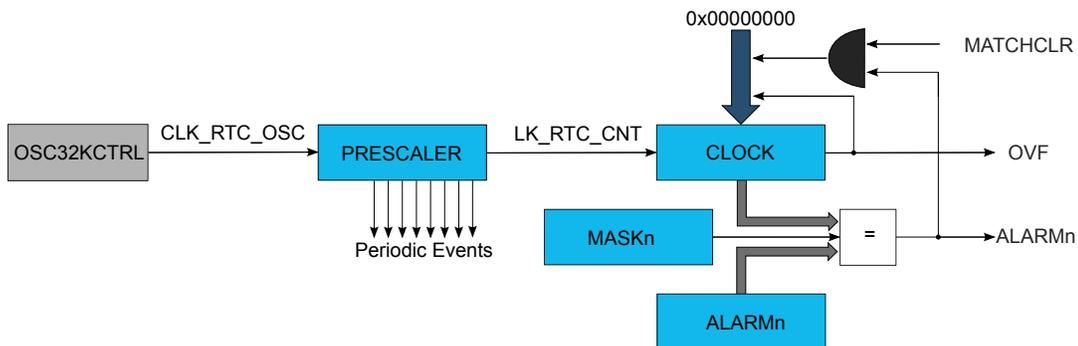 0x00000000
MATCHCLR
OSC32KCTRL
CLK_RTC_OSC
PRESCALER
LK_RTC_CNT
CLOCK
OVF
Periodic Events
MASKn
=
ALARMn
ALARMn